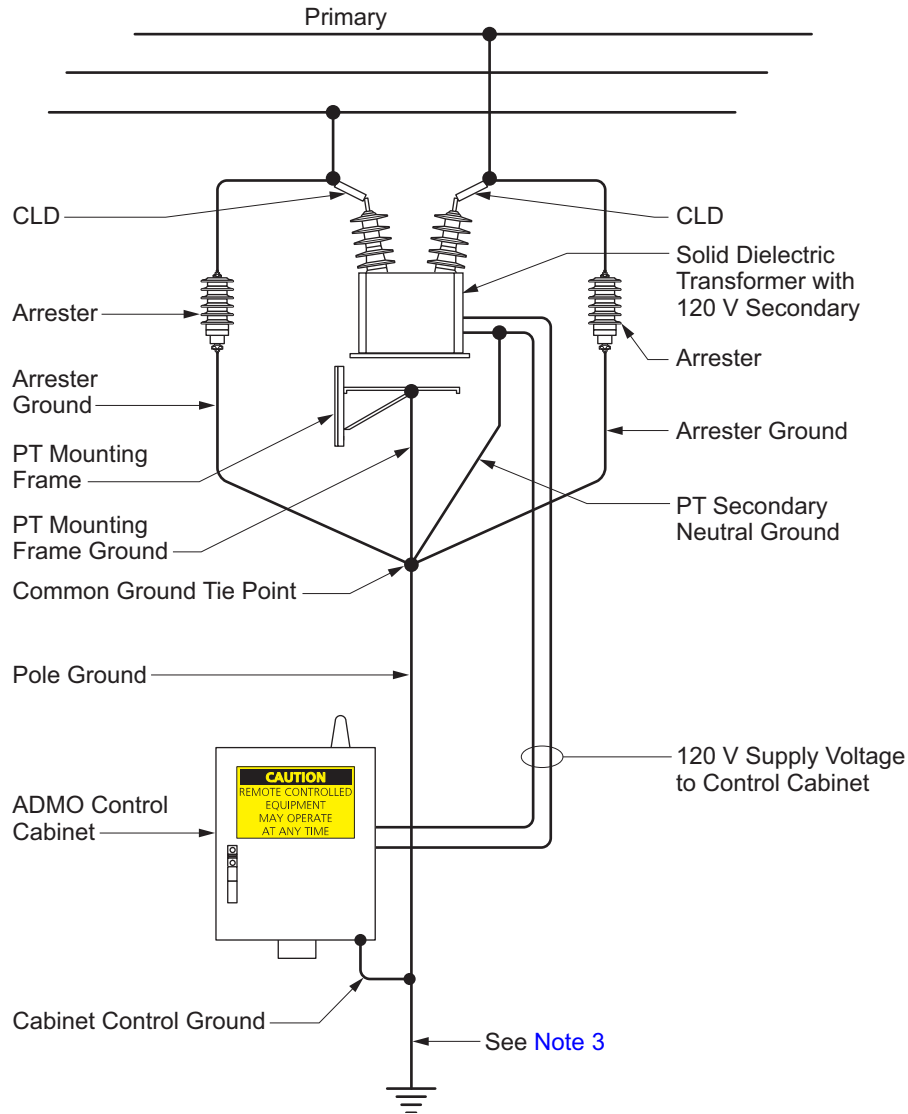 Primary
CLD
CLD
Solid Dielectric
Transformer with
120 V Secondary
Arrester
Arrester
Arrester
Ground
Arrester Ground
PT Mounting
Frame
PT Secondary
Neutral Ground
PT Mounting
Frame Ground
Common Ground Tie Point
Pole Ground
120 V Supply Voltage
to Control Cabinet
CAUTION
REMOTE CONTROLLED
EQUIPMENT
MAY OPERATE
AT ANY TIME
ADMO Control
Cabinet
Cabinet Control Ground
See Note 3